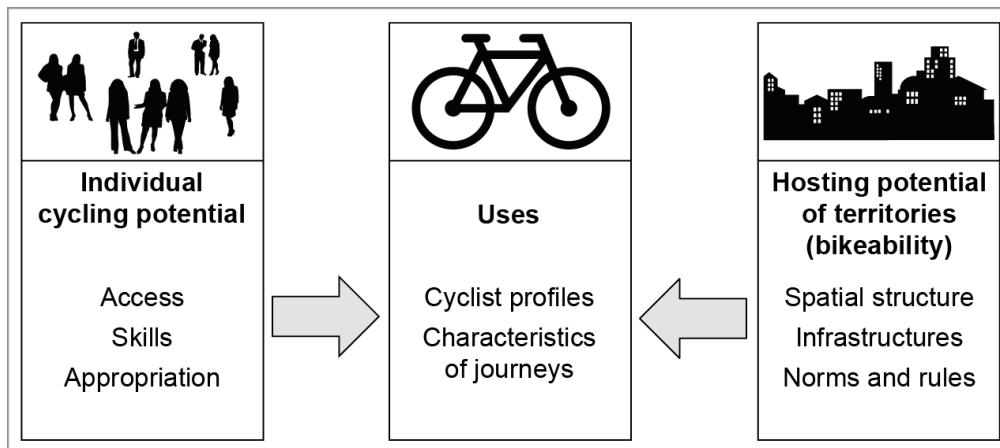 Individual
cycling potential
Access
Skills
Appropriation
Uses
Cyclist profiles
Characteristics
of journeys
Hosting potential
of territories
(bikeability)
Spatial structure
Infrastructures
Norms and rules